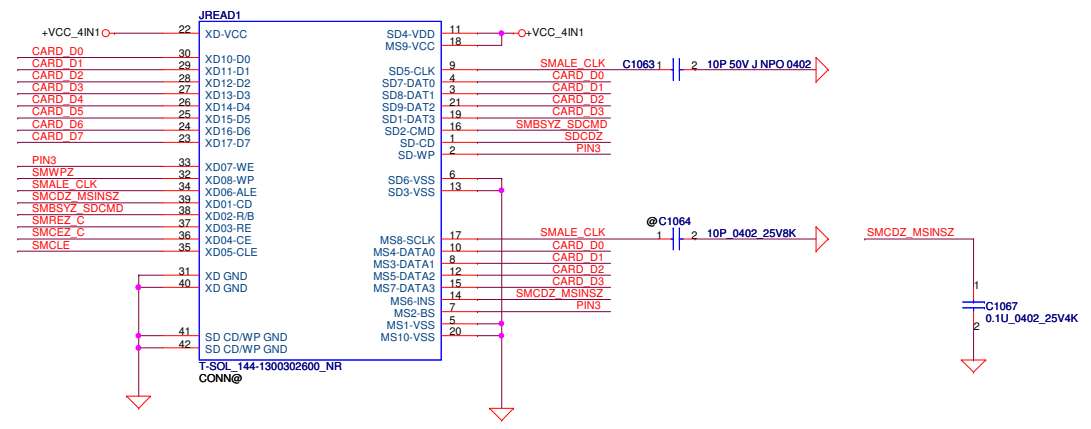 JREAD1
+VCC_4IN1 22 XD-VCC SD4-VDD 11 +VCC_4IN1
MS9-VCC 18
CARD_D0 30 XD10-D0
CARD_D1 29 XD11-D1 SD5-CLK 9 SMALE_CLK C1063 1 2 10P 50V J NPO 0402
CARD_D2 28 XD12-D2 SD7-DAT0 4 CARD_D0
CARD_D3 27 XD13-D3 SD8-DAT1 3 CARD_D1
CARD_D4 26 XD14-D4 SD9-DAT2 21 CARD_D2
CARD_D5 25 XD15-D5 SD1-DAT3 19 CARD_D3
CARD_D6 24 XD16-D6 SD2-CMD 16 SMBSYZ_SDCMD
CARD_D7 23 XD17-D7 SD-CD 1 SDCDZ
SD-WP 2 PIN3
PIN3 33 XD07-WE
SMWPZ 32 XD08-WP SD6-VSS 6
SMALE_CLK 34 XD06-ALE SD3-VSS 13
SMCDZ_MSINSZ 39 XD01-CD
SMBSYZ_SDCMD 38 XD02-R/B
SMREZ_C 37 XD03-RE @C1064
SMCEZ_C 36 XD04-CE MS8-SCLK 17 SMALE_CLK 1 2 10P_0402_25V8K SMCDZ_MSINSZ
SMCLE 35 XD05-CLE MS4-DATA0 10 CARD_D0
MS3-DATA1 8 CARD_D1
31 XD GND MS5-DATA2 12 CARD_D2
40 XD GND MS7-DATA3 15 CARD_D3 1
MS6-INS 14 SMCDZ_MSINSZ
MS2-BS 7 PIN3 C1067
MS1-VSS 5 0.1U_0402_25V4K
41 SD CD/WP GND MS10-VSS 20 2
42 SD CD/WP GND
T-SOL_144-1300302600_NR
CONN@